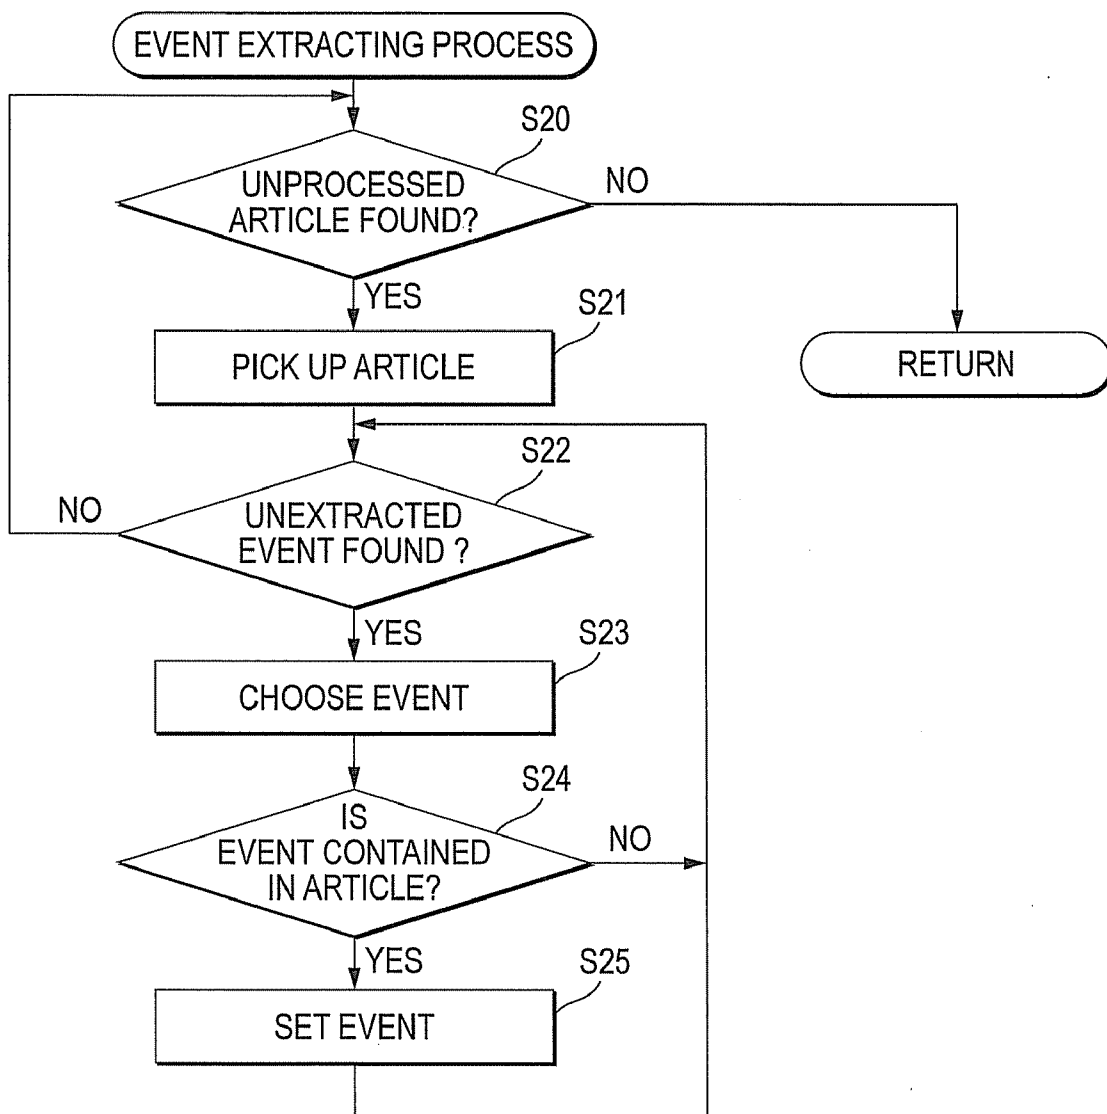 EVENT EXTRACTING PROCESS
S20
UNPROCESSED
ARTICLE FOUND?
NO
YES
S21
PICK UP ARTICLE
RETURN
S22
NO
UNEXTRACTED
EVENT FOUND ?
YES
S23
CHOOSE EVENT
S24
IS
EVENT CONTAINED
IN ARTICLE?
NO
YES
S25
SET EVENT